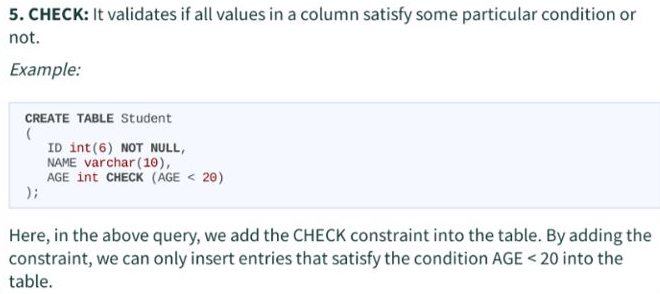 5. CHECK: It validates if all values in a column satisfy some particular condition or
not.
Example:
CREATE TABLE Student
(
ID int(6) NOT NULL,
NAME varchar(10),
AGE int CHECK (AGE < 20)
);
Here, in the above query, we add the CHECK constraint into the table. By adding the
constraint, we can only insert entries that satisfy the condition AGE < 20 into the
table.